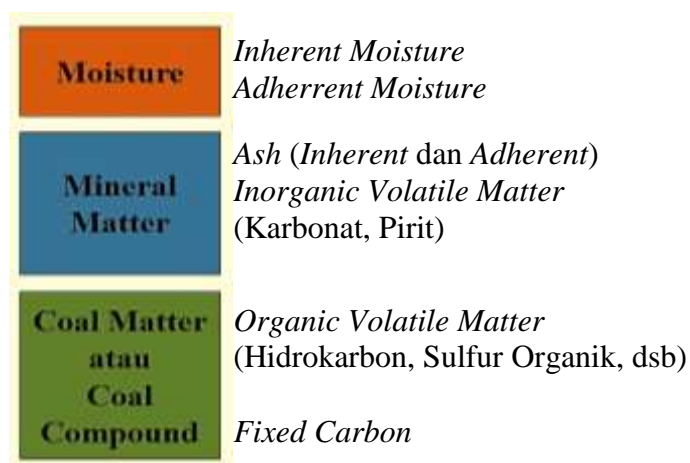 Moisture
Inherent Moisture
Adherrent Moisture
Mineral
Matter
Ash (Inherent dan Adherent)
Inorganic Volatile Matter
(Karbonat, Pirit)
Coal Matter
atau
Coal
Compound
Organic Volatile Matter
(Hidrokarbon, Sulfur Organik, dsb)
Fixed Carbon